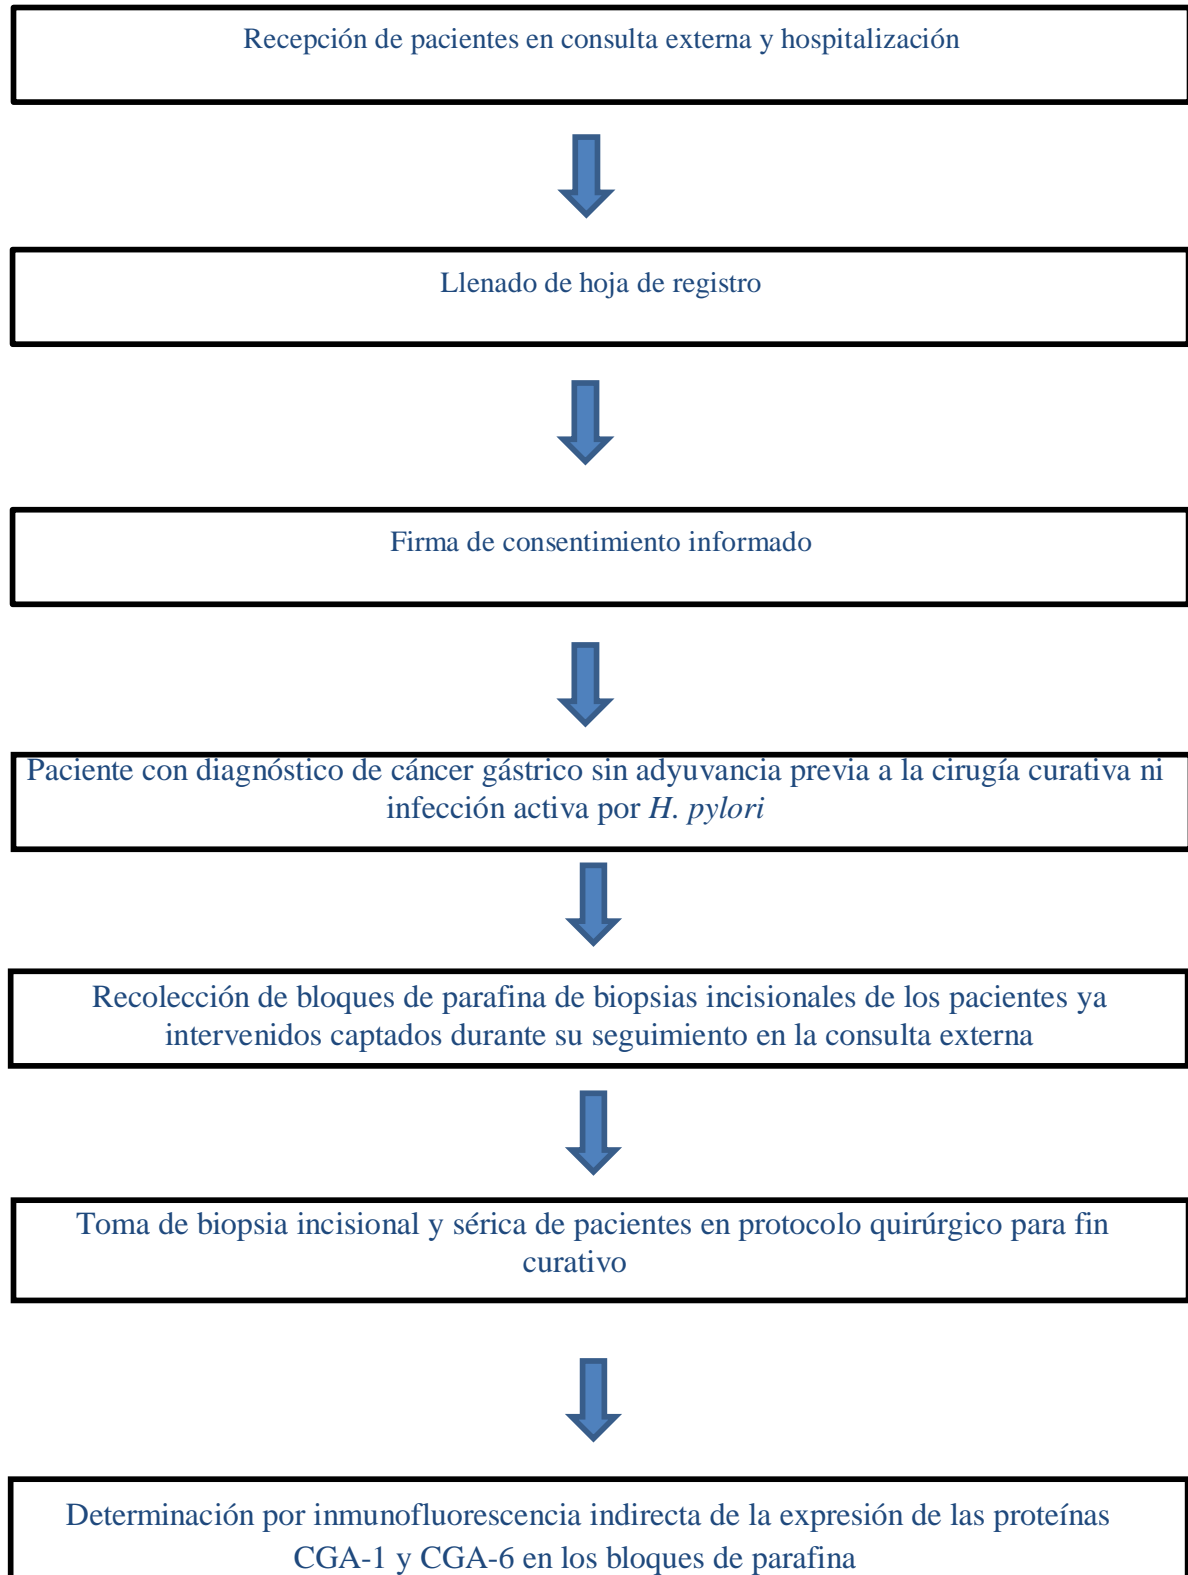 Recepción de pacientes en consulta externa y hospitalización
Llenado de hoja de registro
Firma de consentimiento informado
Paciente con diagnóstico de cáncer gástrico sin adyuvancia previa a la cirugía curativa ni
infección activa por H. pylori
Recolección de bloques de parafina de biopsias incisionales de los pacientes ya
intervenidos captados durante su seguimiento en la consulta externa
Toma de biopsia incisional y sérica de pacientes en protocolo quirúrgico para fin
curativo
Determinación por inmunofluorescencia indirecta de la expresión de las proteínas
CGA-1 y CGA-6 en los bloques de parafina